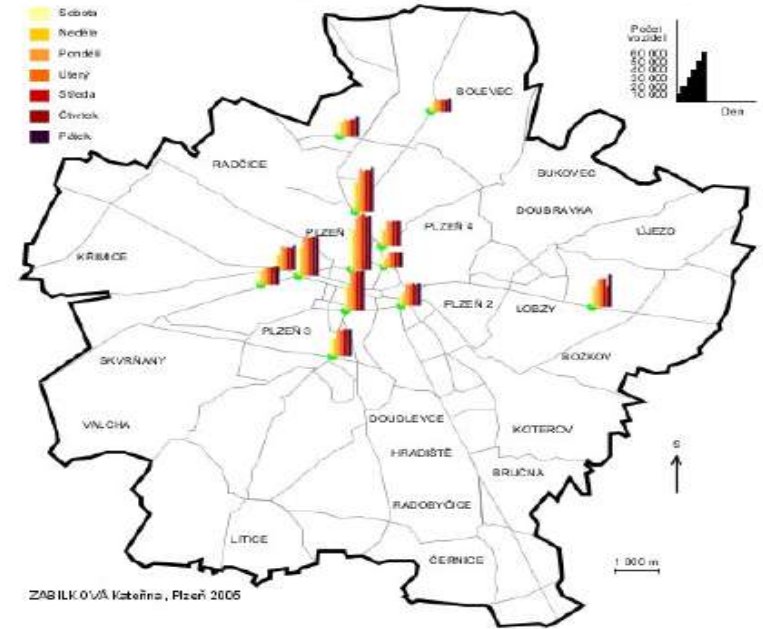 Sobota
Neděle
Pondělí
Úterý
Středa
Čtvrtek
Pátek
Počet
vozidel
60 000
50 000
40 000
30 000
20 000
10 000
Den
BOLEVEC
RADČICE
BUKOVEC
DOUBRAVKA
PLZEŇ
PLZEŇ 4
ÚJEZD
KŘIMICE
PLZEŇ 2
LOBZY
PLZEŇ 3
SKVRŇANY
BOŽKOV
VALCHA
DOUDLEVCE
KOTEROV
HRADIŠTĚ
S
BRUČNÁ
RADOBYČICE
LITICE
ČERNICE
1 000 m
ZABILKOVÁ Kateřina, Plzeň 2005